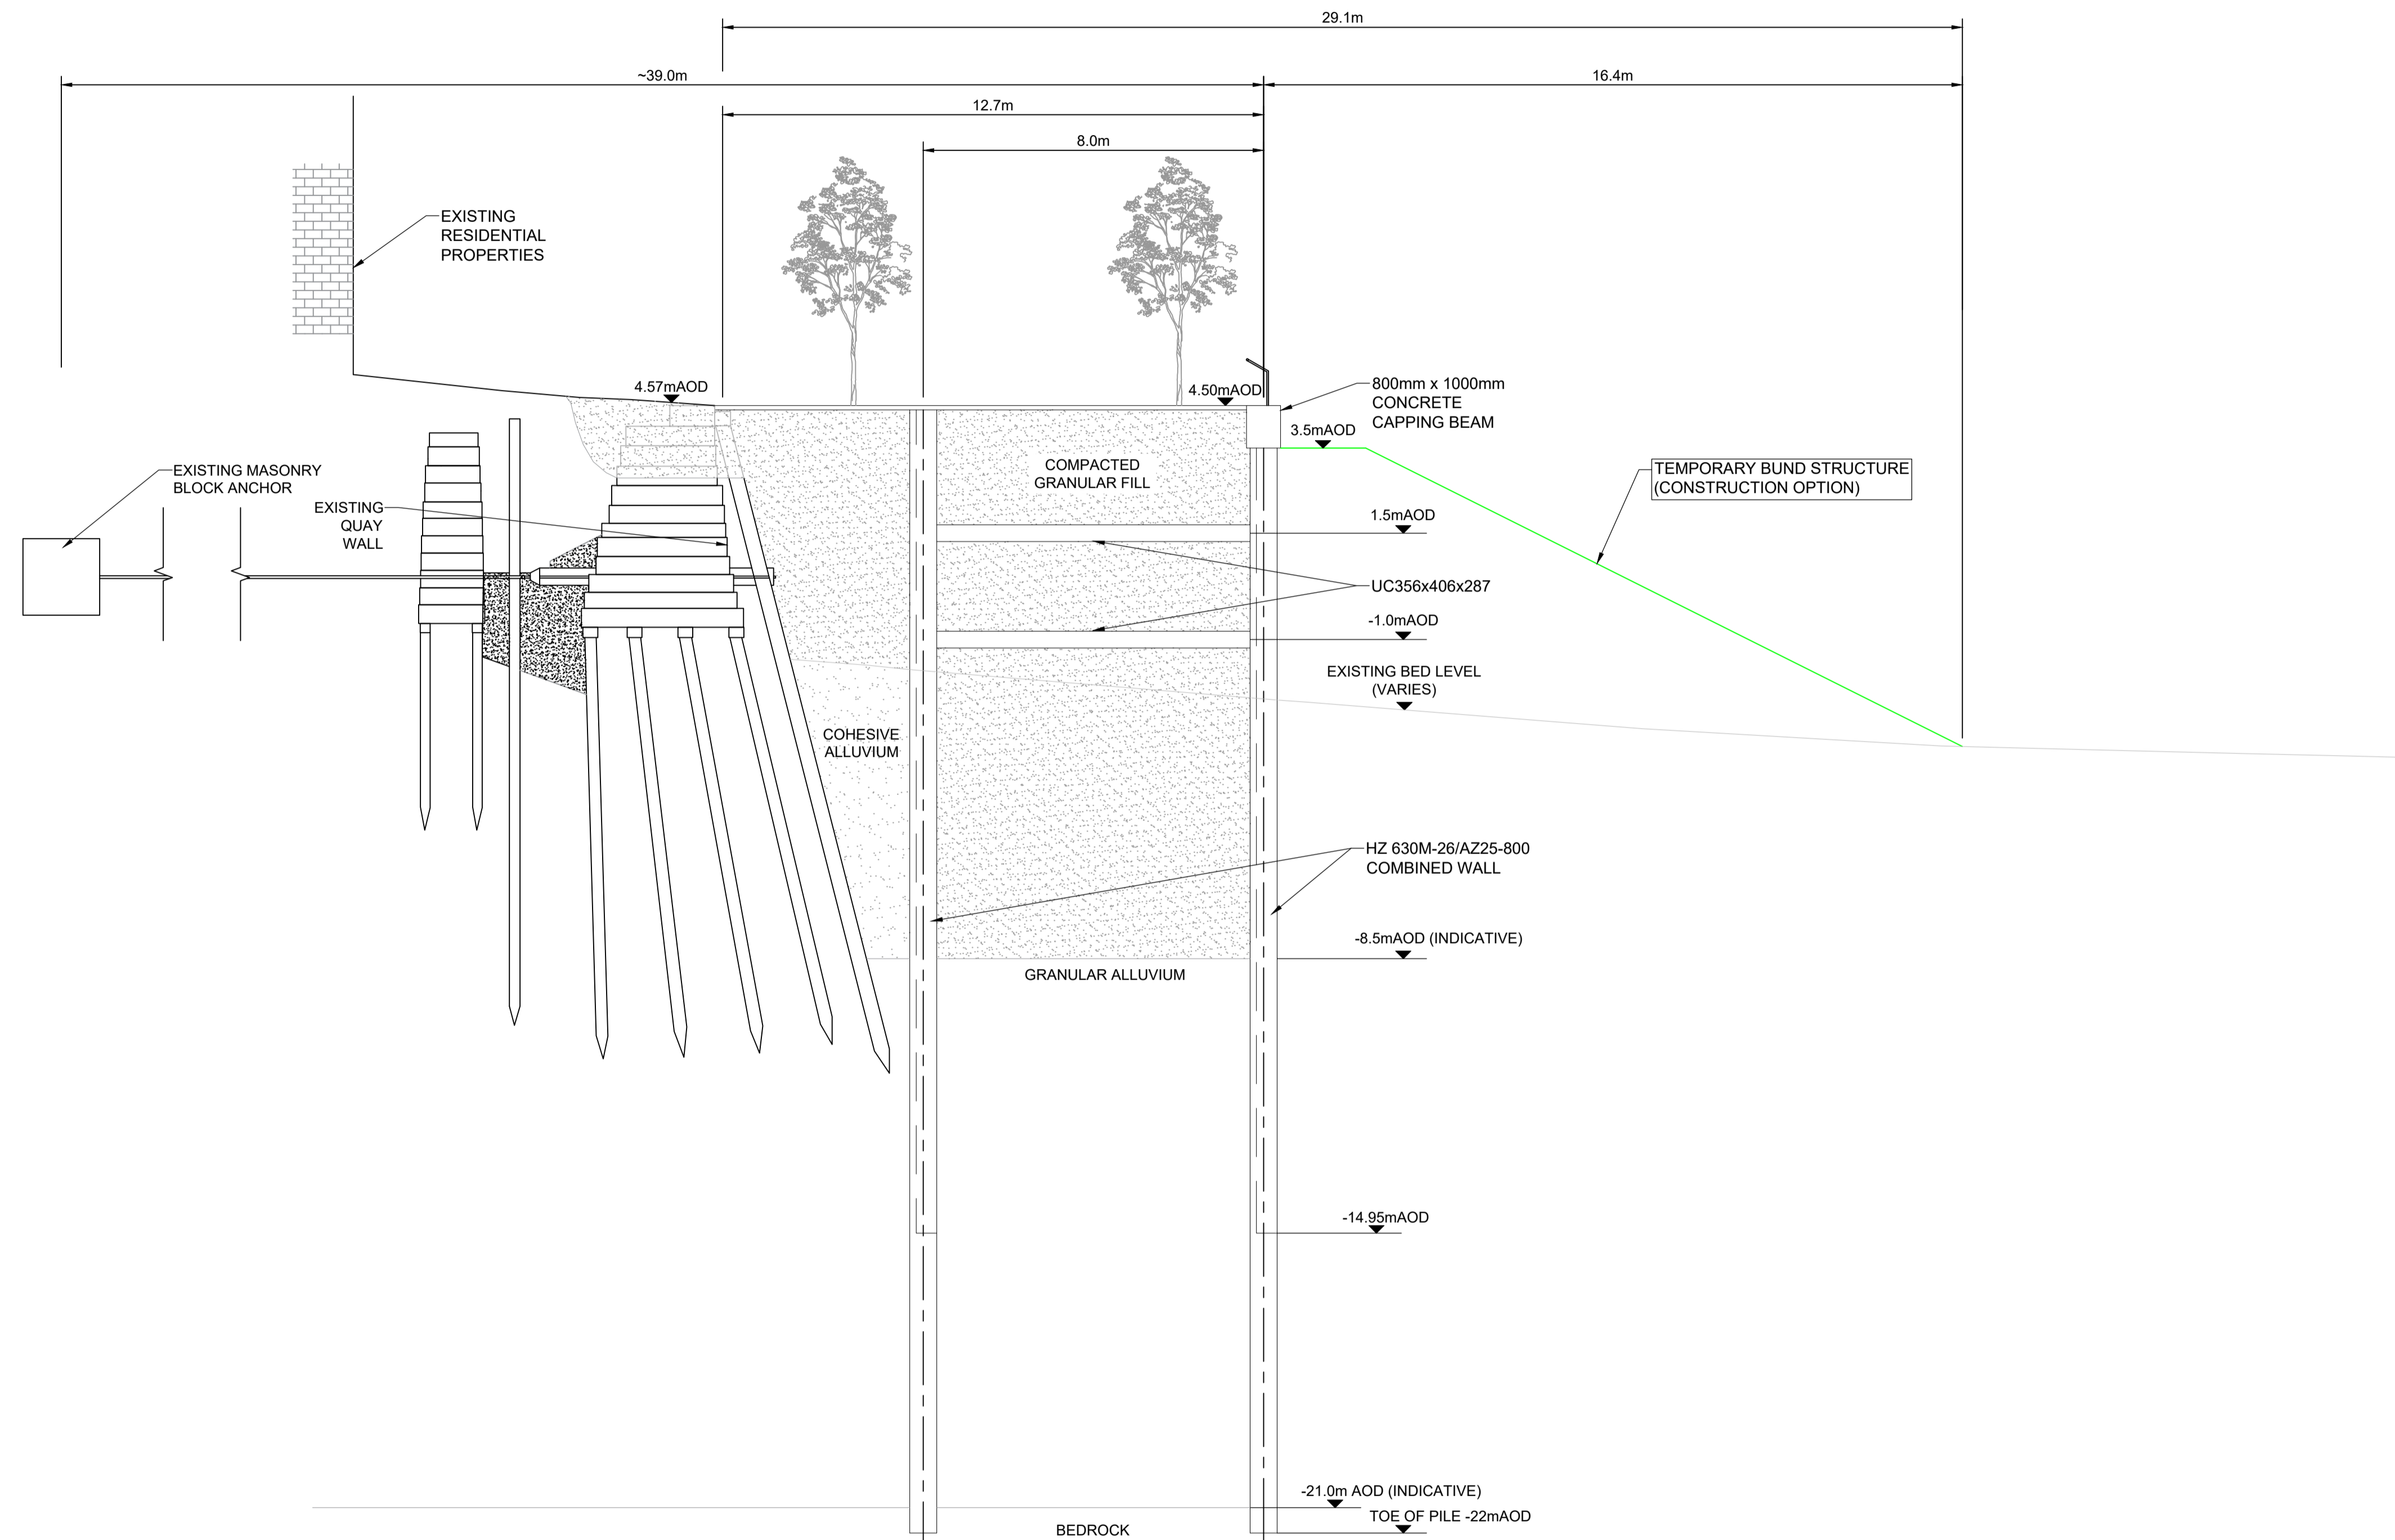 29.1m
~39.0m
16.4m
12.7m
8.0m
EXISTING
RESIDENTIAL
PROPERTIES
4.57mAOD
4.50mAOD
800mm x 1000mm
CONCRETE
CAPPING BEAM
3.5mAOD
EXISTING MASONRY
BLOCK ANCHOR
COMPACTED
GRANULAR FILL
TEMPORARY BUND STRUCTURE
(CONSTRUCTION OPTION)
EXISTING
QUAY
WALL
1.5mAOD
UC356x406x287
-1.0mAOD
EXISTING BED LEVEL
(VARIES)
COHESIVE
ALLUVIUM
HZ 630M-26/AZ25-800
COMBINED WALL
-8.5mAOD (INDICATIVE)
GRANULAR ALLUVIUM
-14.95mAOD
-21.0m AOD (INDICATIVE)
TOE OF PILE -22mAOD
BEDROCK